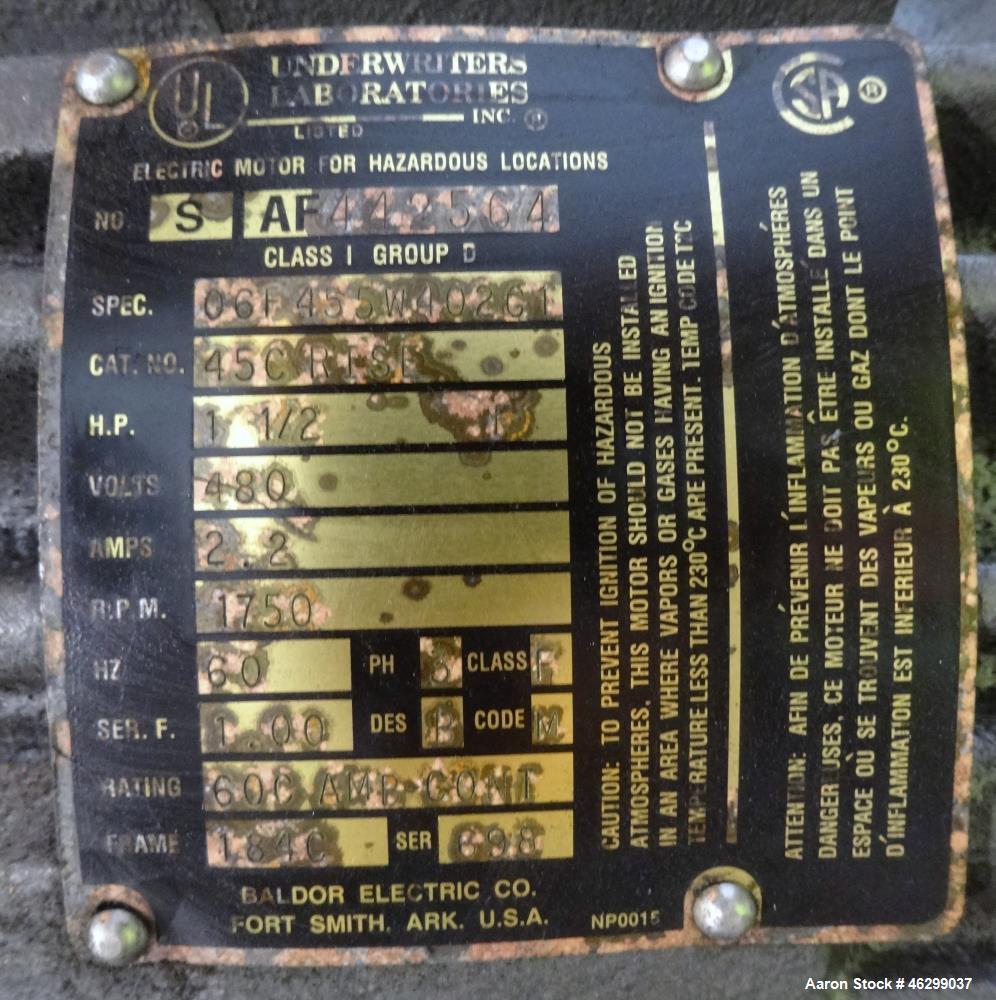 UL
UNDERWRITERS
LABORATORIES
INC. ®
LISTED
ELECTRIC MOTOR FOR HAZARDOUS LOCATIONS
NO. S AF442564
CLASS I GROUP D
SPEC. 06F455W402G1
CAT. NO. 45C RISE
H.P. 1 1/2
VOLTS 480
AMPS 2.2
R.P.M. 1750
HZ 60 PH 3 CLASS F
SER. F. 1.00 DES CODE M
RATING 60C AMB-CONT
FRAME 184C SER 698
BALDOR ELECTRIC CO.
FORT SMITH, ARK. U.S.A. NP0015
CAUTION: TO PREVENT IGNITION OF HAZARDOUS
ATMOSPHERES, THIS MOTOR SHOULD NOT BE INSTALLED
IN AN AREA WHERE VAPORS OR GASES HAVING AN IGNITION
TEMPERATURE LESS THAN 230°C ARE PRESENT. TEMP CODE T2C
SA ®
ATTENTION: AFIN DE PRÉVENIR L'INFLAMMATION D'ATMOSPHÉRES
DANGEREUSES, CE MOTEUR NE DOIT PAS ÊTRE INSTALLÉ DANS UN
ESPACE OÙ SE TROUVENT DES VAPEURS OU GAZ DONT LE POINT
D'INFLAMMATION EST INFERIEUR À 230°C.
Aaron Stock # 46299037